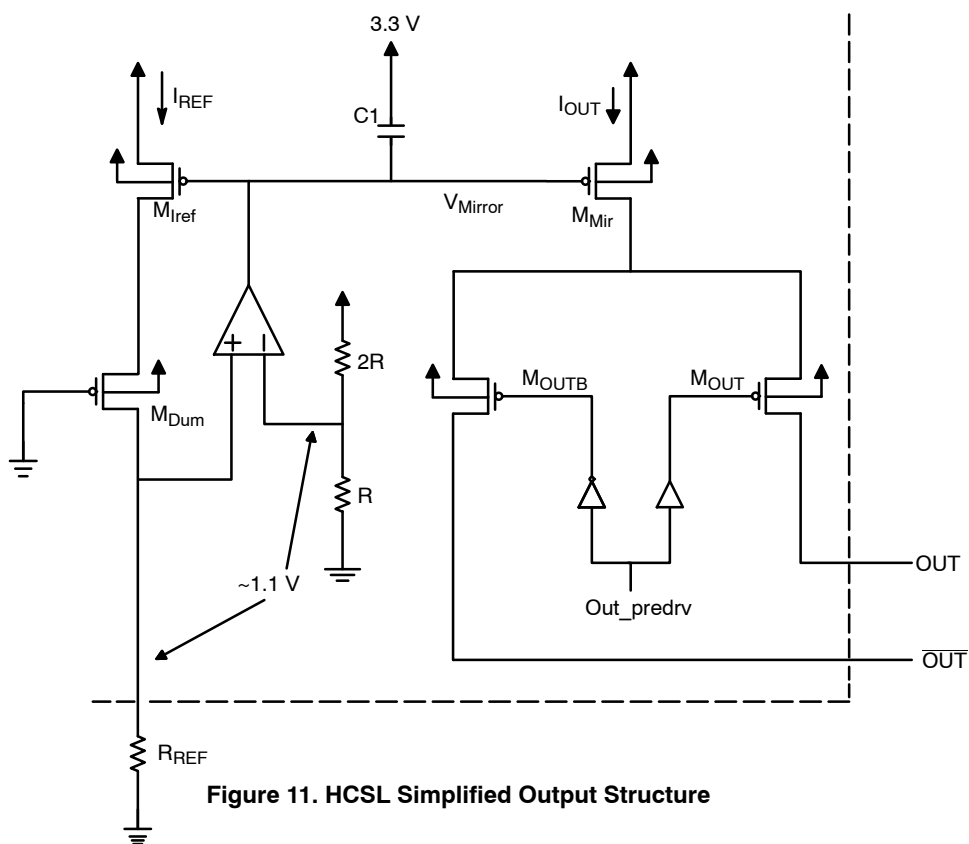 3.3 V
I_REF
C1
I_OUT
M_Iref
V_Mirror
M_Mir
+
−
2R
M_OUTB
M_OUT
M_Dum
R
~1.1 V
OUT
Out_predrv
O̅U̅T̅
R_REF
Figure 11. HCSL Simplified Output Structure